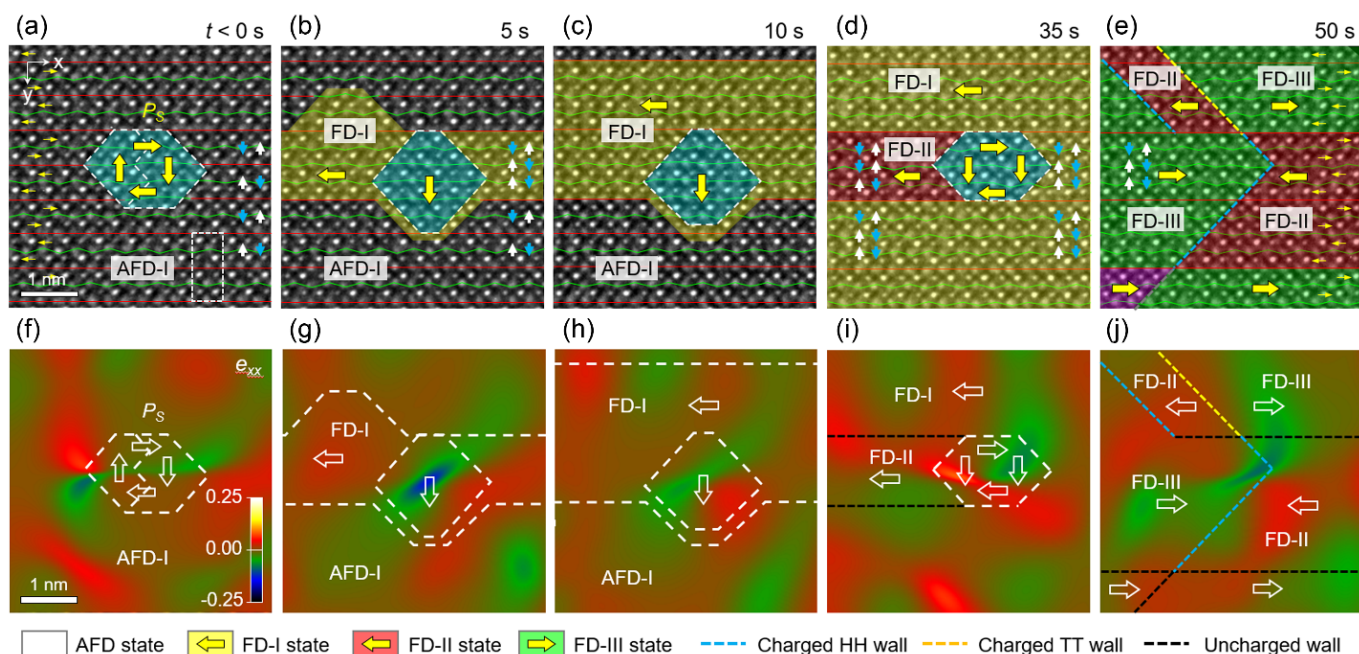 (a) t < 0 s
(b) 5 s
(c) 10 s
(d) 35 s
(e) 50 s
x
y
P_S
AFD-I
1 nm
FD-I
AFD-I
FD-I
AFD-I
FD-I
FD-II
FD-II
FD-III
FD-III
FD-II
(f)
(g)
(h)
(i)
(j)
e_xx
P_S
AFD-I
0.25
0.00
-0.25
1 nm
FD-I
AFD-I
FD-I
AFD-I
FD-I
FD-II
FD-II
FD-III
FD-III
FD-II
AFD state
FD-I state
FD-II state
FD-III state
Charged HH wall
Charged TT wall
Uncharged wall